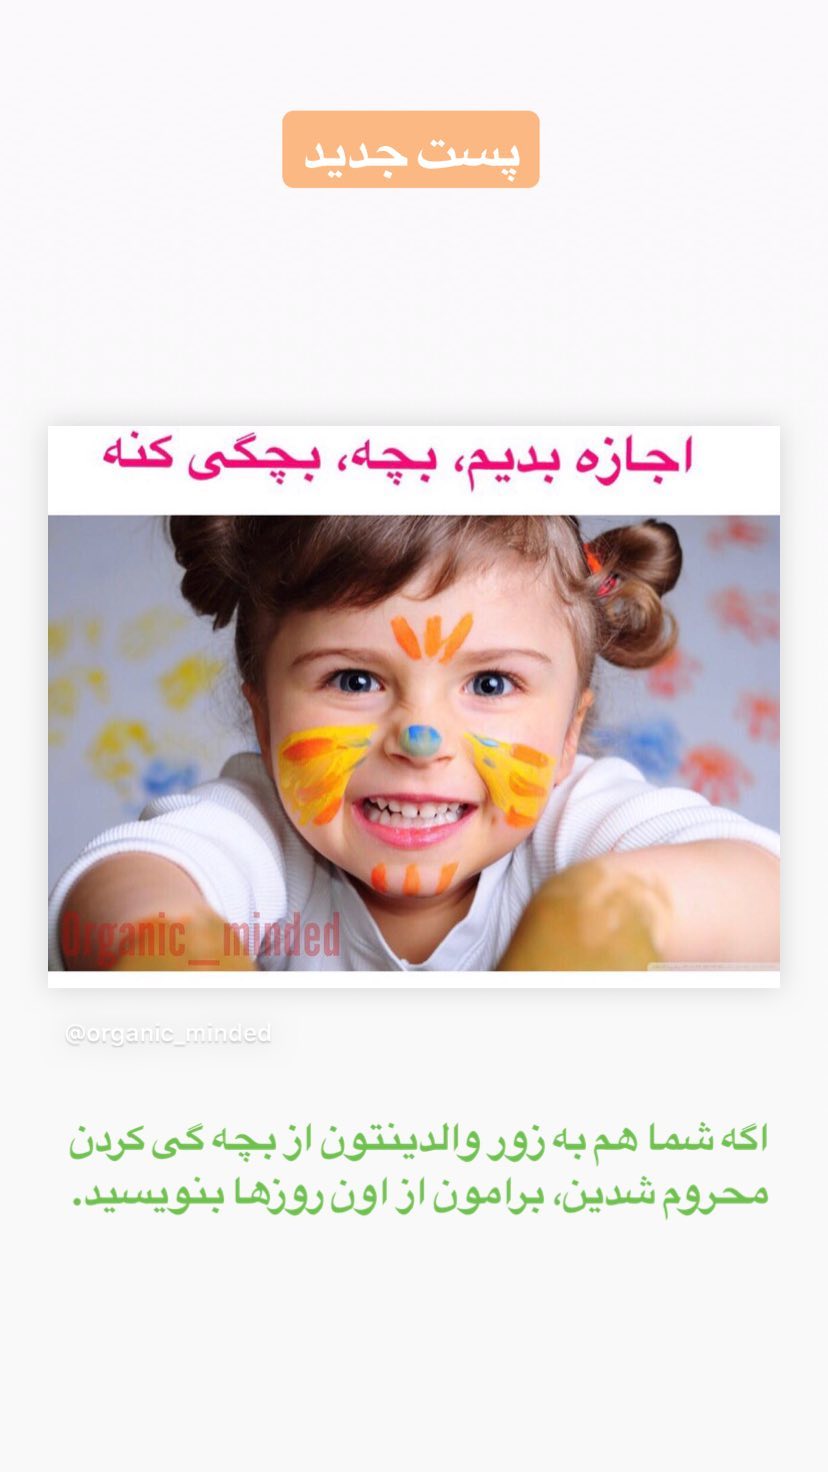 پست جدید
اجازه بدیم، بچه، بچگی کنه
Organic_minded
@organic_minded
اگه شما هم به زور والدینتون از بچه گی کردن
محروم شدین، برامون از اون روزها بنویسید.